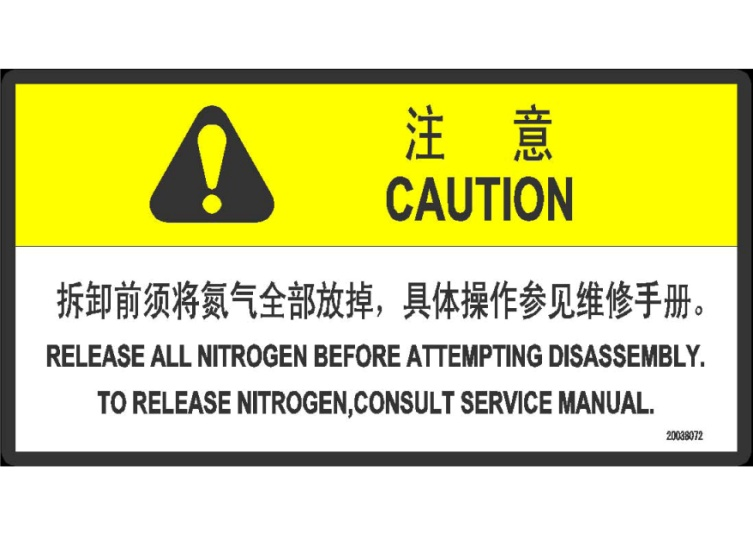 注 意
CAUTION
拆卸前须将氮气全部放掉，具体操作参见维修手册。
RELEASE ALL NITROGEN BEFORE ATTEMPTING DISASSEMBLY.
TO RELEASE NITROGEN,CONSULT SERVICE MANUAL.
20036072